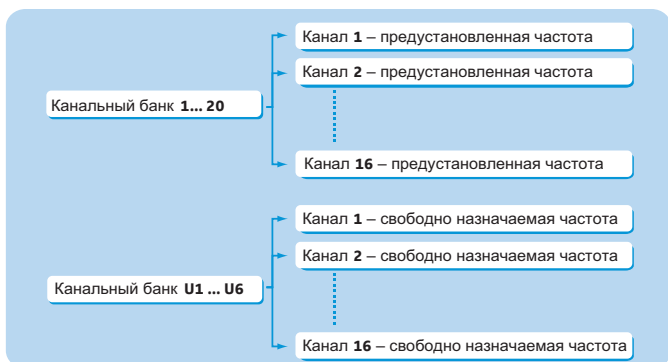 Канал 1 – предустановленная частота
Канал 2 – предустановленная частота
Канальный банк 1... 20
Канал 16 – предустановленная частота
Канал 1 – свободно назначаемая частота
Канал 2 – свободно назначаемая частота
Канальный банк U1 ... U6
Канал 16 – свободно назначаемая частота